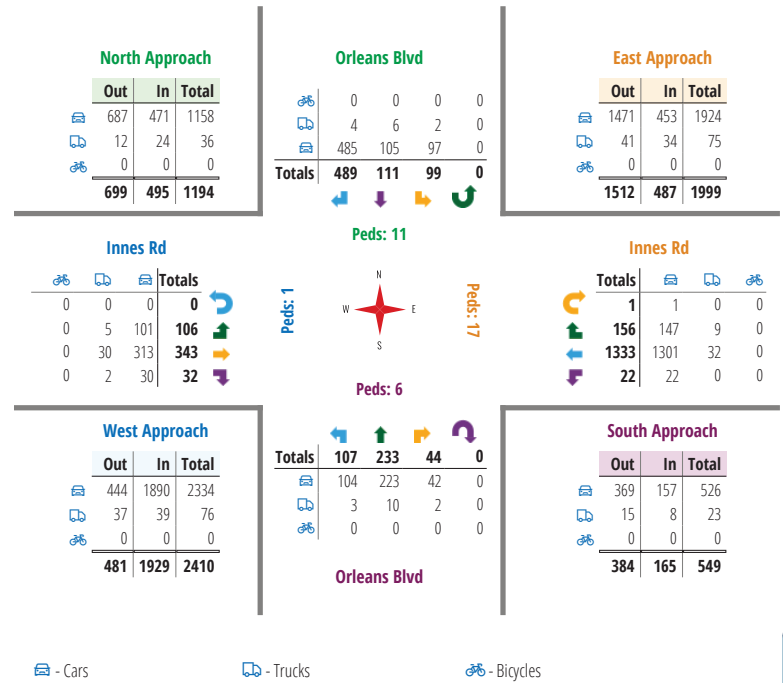 North Approach
Out In Total
687 471 1158
12 24 36
0 0 0
699 495 1194
Orleans Blvd
0 0 0 0
4 6 2 0
485 105 97 0
Totals 489 111 99 0
East Approach
Out In Total
1471 453 1924
41 34 75
0 0 0
1512 487 1999
Innes Rd
Totals
0 0 0 0
0 5 101 106
0 30 313 343
0 2 30 32
Peds: 11
Peds: 1
N
W E
S
Peds: 17
Peds: 6
Innes Rd
Totals
1 1 0 0
156 147 9 0
1333 1301 32 0
22 22 0 0
West Approach
Out In Total
444 1890 2334
37 39 76
0 0 0
481 1929 2410
Totals 107 233 44 0
104 223 42 0
3 10 2 0
0 0 0 0
Orleans Blvd
South Approach
Out In Total
369 157 526
15 8 23
0 0 0
384 165 549
- Cars
- Trucks
- Bicycles